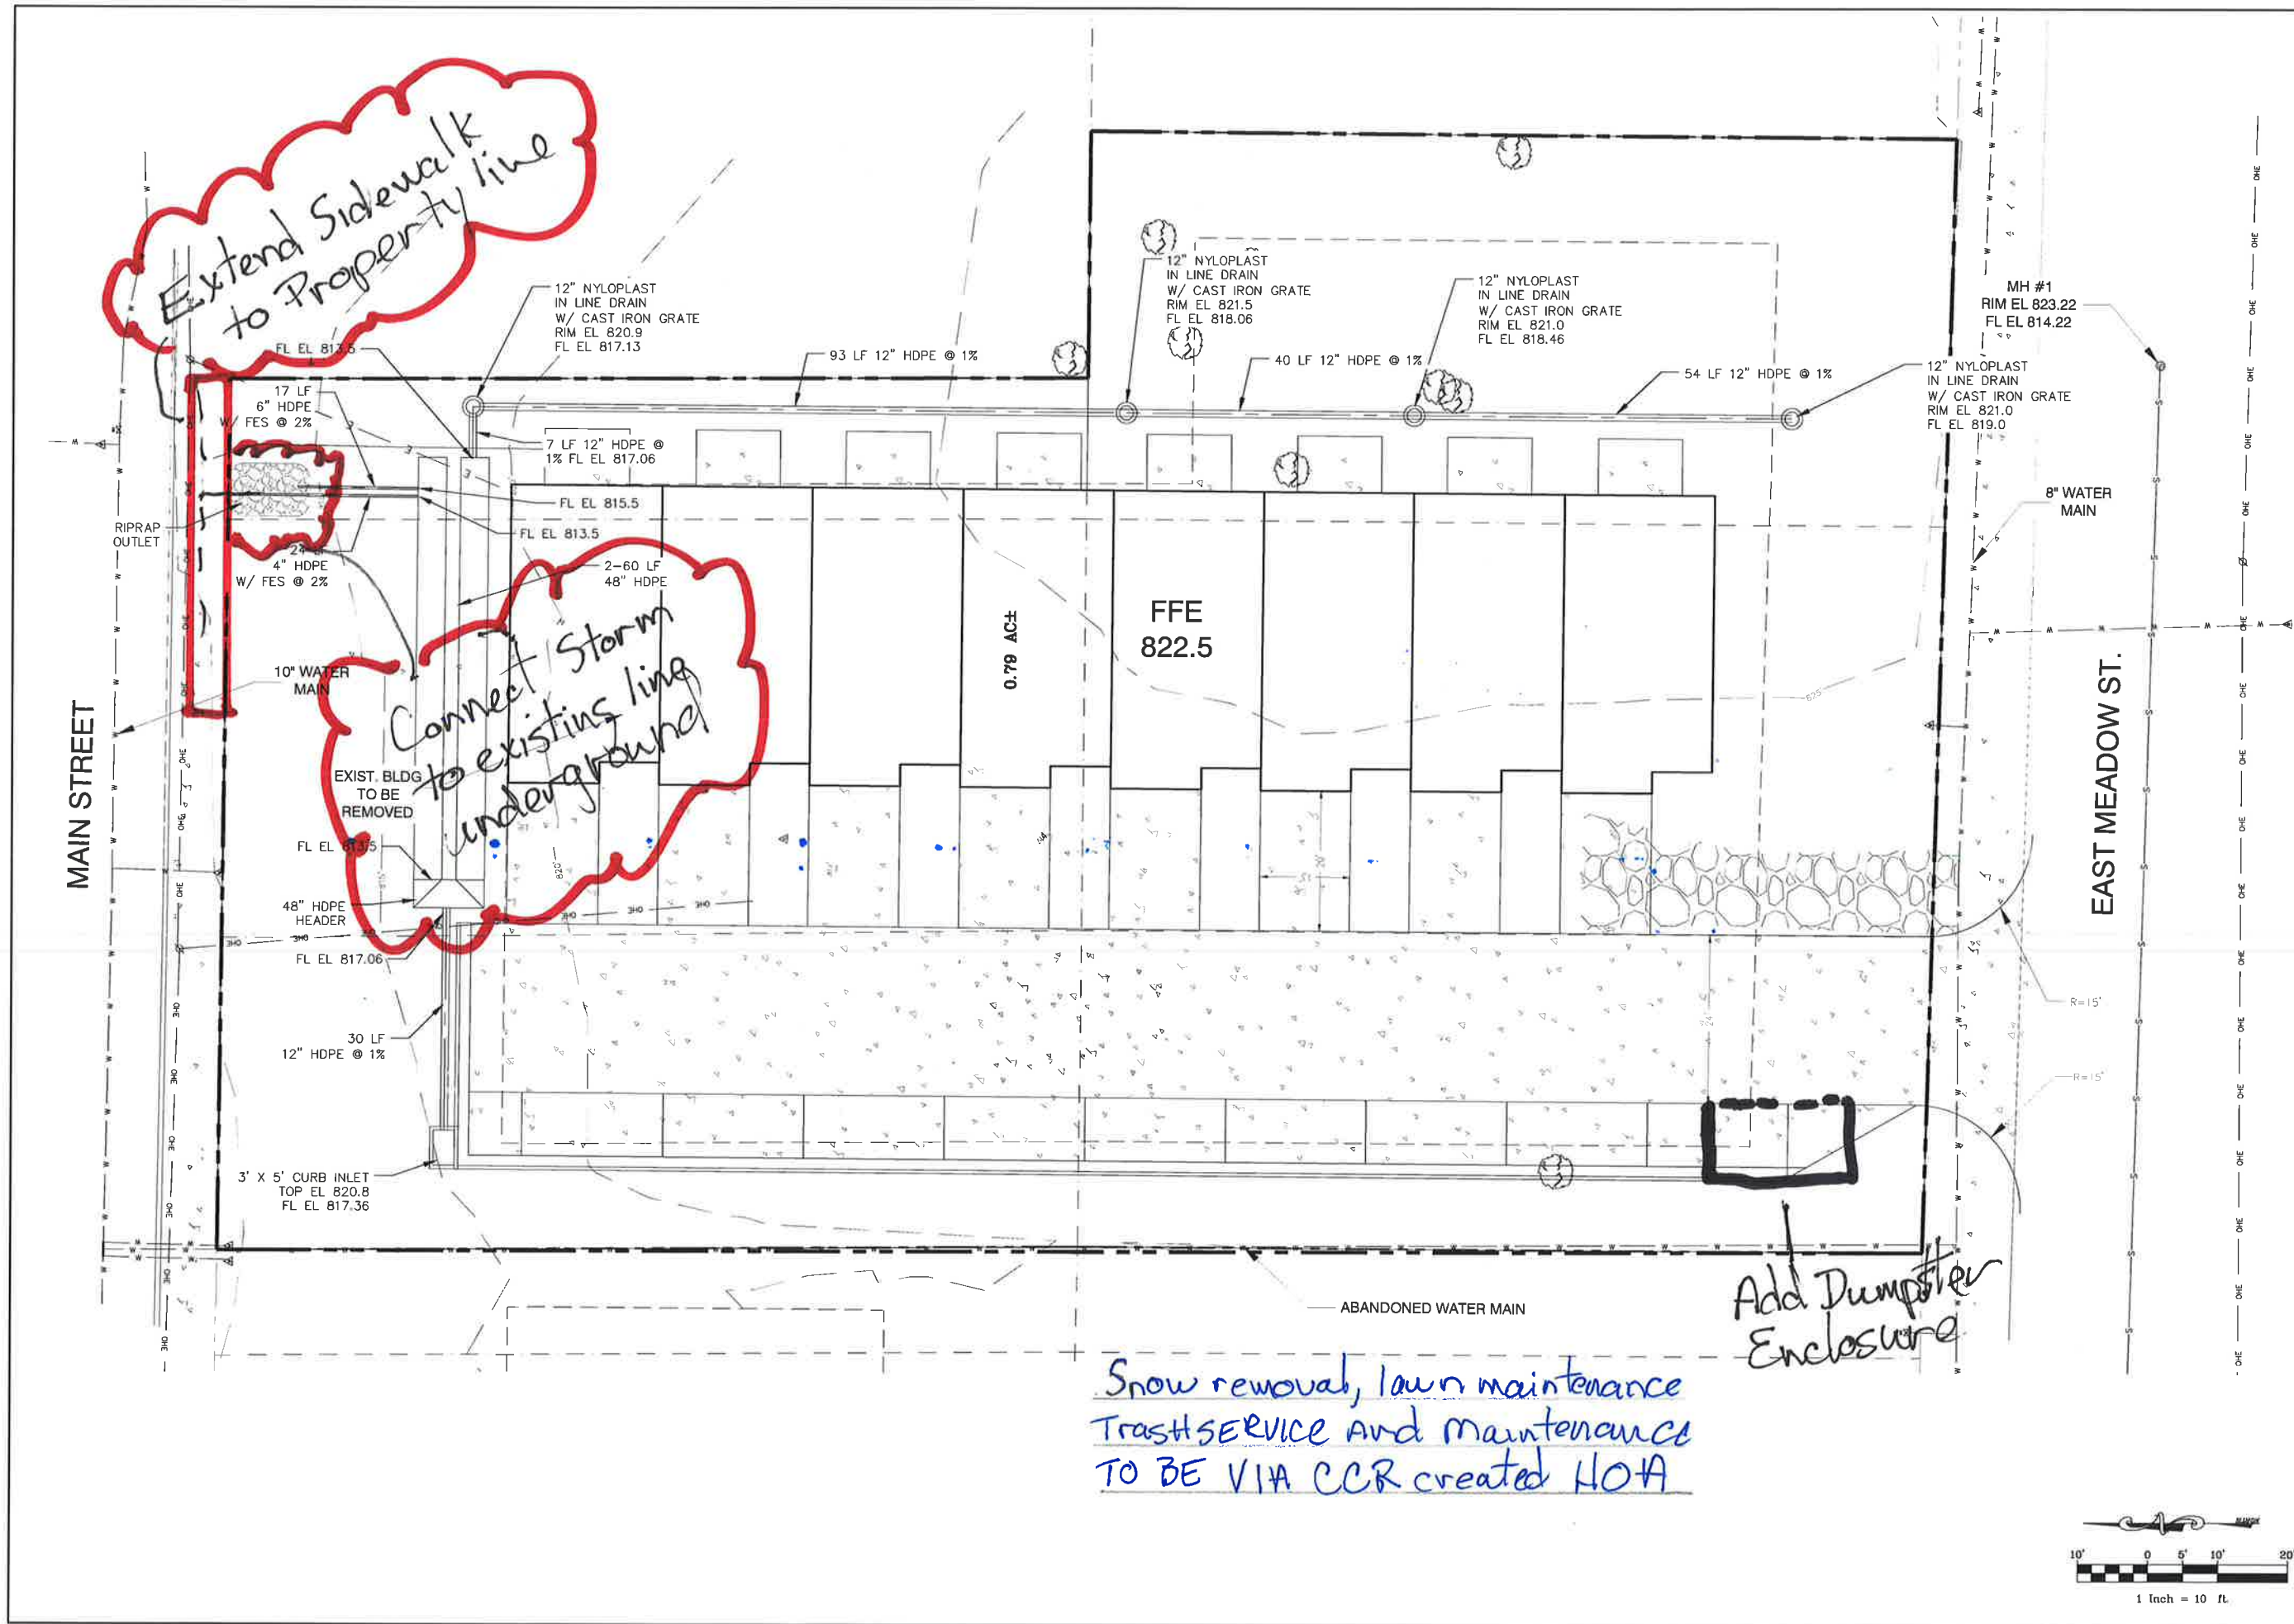 Extend Sidewalk
to Property line
FL EL 813.5
17 LF
6" HDPE
W/ FES @ 2%
RIPRAP
OUTLET
4" HDPE
W/ FES @ 2%
12" NYLOPLAST
IN LINE DRAIN
W/ CAST IRON GRATE
RIM EL 820.9
FL EL 817.13
93 LF 12" HDPE @ 1%
7 LF 12" HDPE @
1% FL EL 817.06
FL EL 815.5
FL EL 813.5
2-60 LF
48" HDPE
12" NYLOPLAST
IN LINE DRAIN
W/ CAST IRON GRATE
RIM EL 821.5
FL EL 818.06
40 LF 12" HDPE @ 1%
12" NYLOPLAST
IN LINE DRAIN
W/ CAST IRON GRATE
RIM EL 821.0
FL EL 818.46
54 LF 12" HDPE @ 1%
12" NYLOPLAST
IN LINE DRAIN
W/ CAST IRON GRATE
RIM EL 821.0
FL EL 819.0
MH #1
RIM EL 823.22
FL EL 814.22
8" WATER
MAIN
10" WATER
MAIN
MAIN STREET
Connect Storm
to existing line
underground
EXIST. BLDG
TO BE
REMOVED
FL EL 813.5
48" HDPE
HEADER
FL EL 817.06
30 LF
12" HDPE @ 1%
3' X 5' CURB INLET
TOP EL 820.8
FL EL 817.36
0.79 AC±
FFE
822.5
820'
825'
24'
EAST MEADOW ST.
R=15'
R=15'
ABANDONED WATER MAIN
Add Dumpster
Enclosure
Snow removal, lawn maintenance
Trash SERVICE And Maintenance
TO BE VIA CCR created HOA
10' 0 5' 10' 20'
1 Inch = 10 ft.